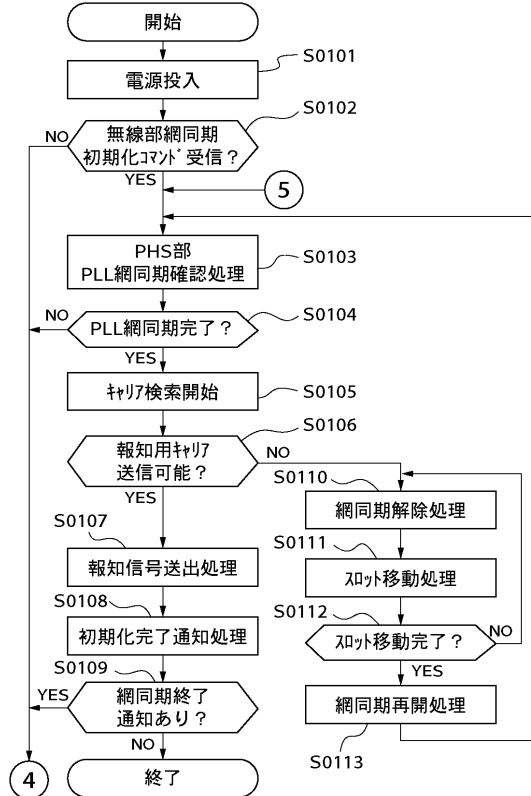 開始
S0101
電源投入
S0102
NO
無線部網同期
初期化ｺﾏﾝﾄﾞ受信？
YES
5
PHS部
PLL網同期確認処理
S0103
NO
PLL網同期完了？
S0104
YES
ｷｬﾘｱ検索開始
S0105
S0106
報知用ｷｬﾘｱ
送信可能？
NO
YES
S0110
網同期解除処理
S0107
報知信号送出処理
S0111
ｽﾛｯﾄ移動処理
S0108
初期化完了通知処理
S0112
ｽﾛｯﾄ移動完了？
NO
YES
S0109
YES
網同期終了
通知あり？
NO
網同期再開処理
S0113
4
終了